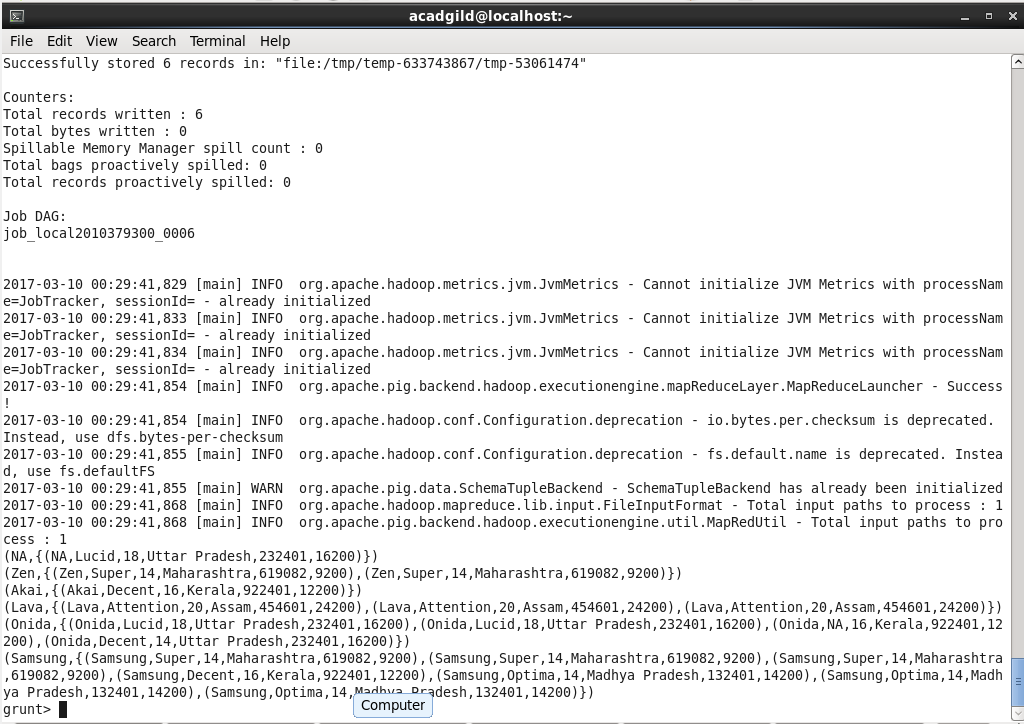 acadgild@localhost:~
File Edit View Search Terminal Help
Successfully stored 6 records in: "file:/tmp/temp-633743867/tmp-53061474"
Counters:
Total records written : 6
Total bytes written : 0
Spillable Memory Manager spill count : 0
Total bags proactively spilled: 0
Total records proactively spilled: 0
Job DAG:
job_local2010379300_0006
2017-03-10 00:29:41,829 [main] INFO  org.apache.hadoop.metrics.jvm.JvmMetrics - Cannot initialize JVM Metrics with processNam
e=JobTracker, sessionId= - already initialized
2017-03-10 00:29:41,833 [main] INFO  org.apache.hadoop.metrics.jvm.JvmMetrics - Cannot initialize JVM Metrics with processNam
e=JobTracker, sessionId= - already initialized
2017-03-10 00:29:41,834 [main] INFO  org.apache.hadoop.metrics.jvm.JvmMetrics - Cannot initialize JVM Metrics with processNam
e=JobTracker, sessionId= - already initialized
2017-03-10 00:29:41,854 [main] INFO  org.apache.pig.backend.hadoop.executionengine.mapReduceLayer.MapReduceLauncher - Success
!
2017-03-10 00:29:41,854 [main] INFO  org.apache.hadoop.conf.Configuration.deprecation - io.bytes.per.checksum is deprecated.
Instead, use dfs.bytes-per-checksum
2017-03-10 00:29:41,855 [main] INFO  org.apache.hadoop.conf.Configuration.deprecation - fs.default.name is deprecated. Instea
d, use fs.defaultFS
2017-03-10 00:29:41,855 [main] WARN  org.apache.pig.data.SchemaTupleBackend - SchemaTupleBackend has already been initialized
2017-03-10 00:29:41,868 [main] INFO  org.apache.hadoop.mapreduce.lib.input.FileInputFormat - Total input paths to process : 1
2017-03-10 00:29:41,868 [main] INFO  org.apache.pig.backend.hadoop.executionengine.util.MapRedUtil - Total input paths to pro
cess : 1
(NA,{(NA,Lucid,18,Uttar Pradesh,232401,16200)})
(Zen,{(Zen,Super,14,Maharashtra,619082,9200),(Zen,Super,14,Maharashtra,619082,9200)})
(Akai,{(Akai,Decent,16,Kerala,922401,12200)})
(Lava,{(Lava,Attention,20,Assam,454601,24200),(Lava,Attention,20,Assam,454601,24200),(Lava,Attention,20,Assam,454601,24200)})
(Onida,{(Onida,Lucid,18,Uttar Pradesh,232401,16200),(Onida,Lucid,18,Uttar Pradesh,232401,16200),(Onida,NA,16,Kerala,922401,12
200),(Onida,Decent,14,Uttar Pradesh,232401,16200)})
(Samsung,{(Samsung,Super,14,Maharashtra,619082,9200),(Samsung,Super,14,Maharashtra,619082,9200),(Samsung,Super,14,Maharashtra
,619082,9200),(Samsung,Decent,16,Kerala,922401,12200),(Samsung,Optima,14,Madhya Pradesh,132401,14200),(Samsung,Optima,14,Madh
ya Pradesh,132401,14200),(Samsung,Optima,14,Madhya Pradesh,132401,14200)})
grunt>
Computer